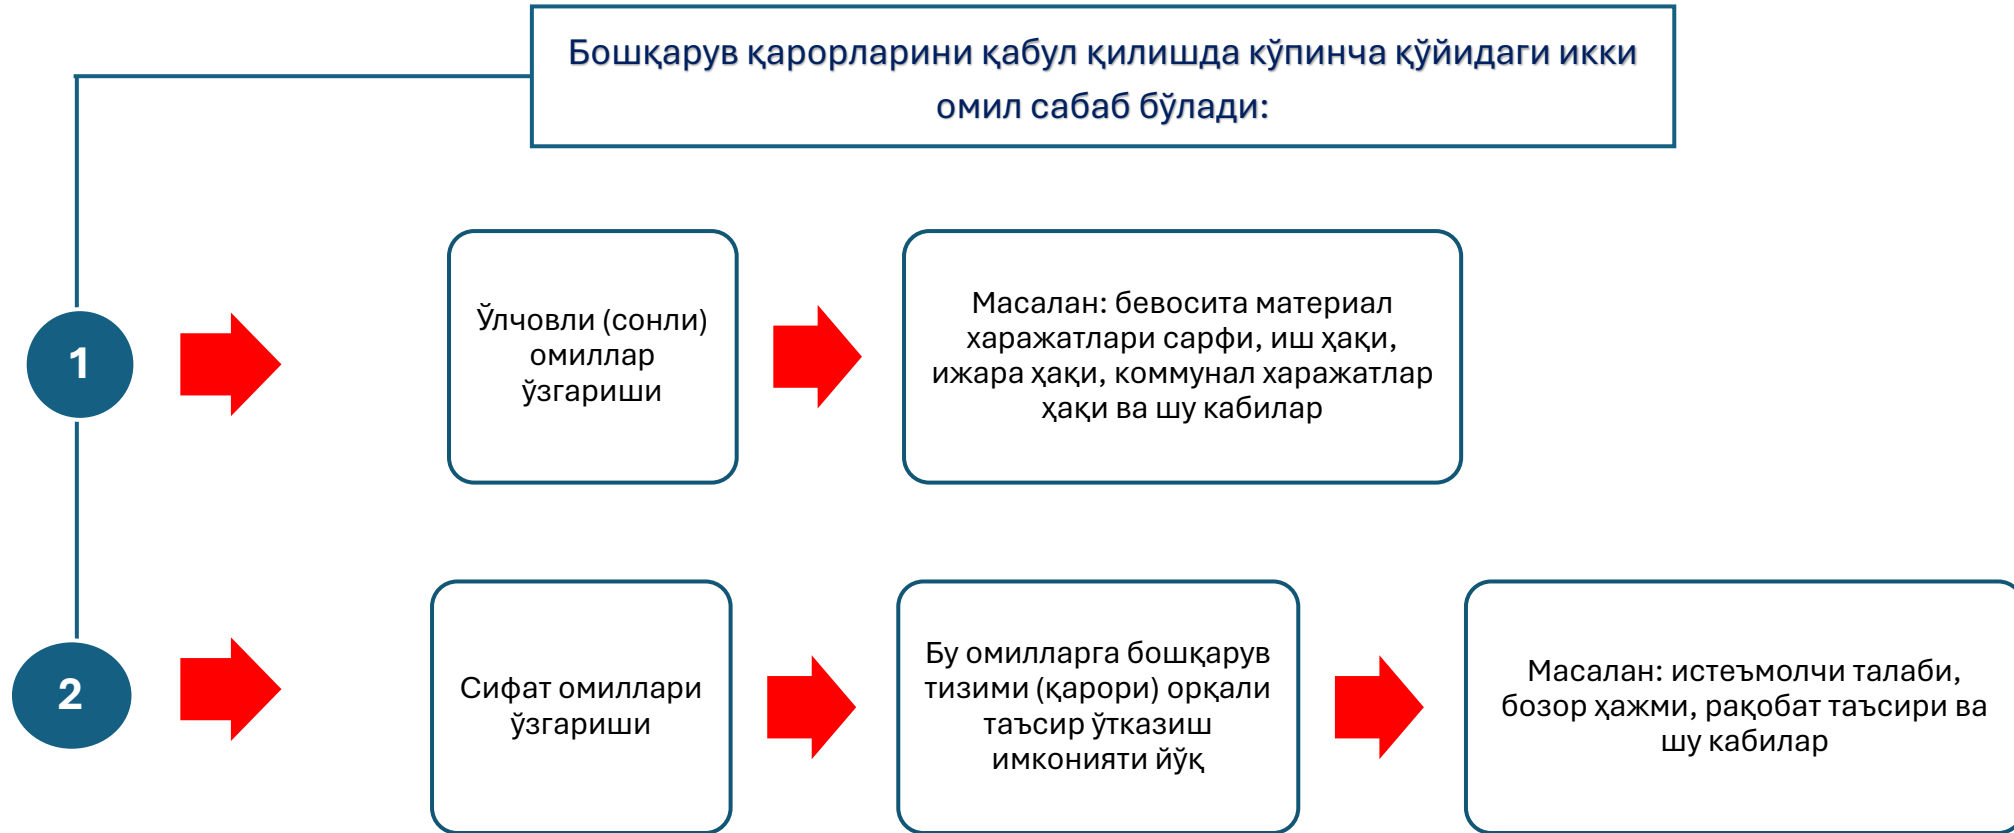 Бошқарув қарорларини қабул қилишда кўпинча қўйидаги икки
омил сабаб бўлади:
1
Ўлчовли (сонли)
омиллар
ўзгариши
Масалан: бевосита материал
харажатлари сарфи, иш ҳақи,
ижара ҳақи, коммунал харажатлар
ҳақи ва шу кабилар
2
Сифат омиллари
ўзгариши
Бу омилларга бошқарув
тизими (қарори) орқали
таъсир ўтказиш
имконияти йўқ
Масалан: истеъмолчи талаби,
бозор ҳажми, рақобат таъсири ва
шу кабилар